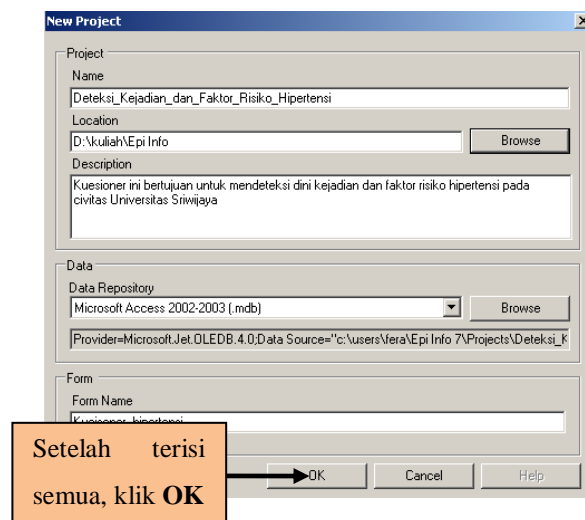 New Project
Project
Name
Deteksi_Kejadian_dan_Faktor_Risiko_Hipertensi
Location
D:\kuliah\Epi Info
Browse
Description
Kuesioner ini bertujuan untuk mendeteksi dini kejadian dan faktor risiko hipertensi pada
civitas Universitas Sriwijaya
Data
Data Repository
Microsoft Access 2002-2003 (.mdb)
Browse
Provider=Microsoft.Jet.OLEDB.4.0;Data Source="c:\users\fera\Epi Info 7\Projects\Deteksi_K
Form
Form Name
Kuesioner_hipertensi
Setelah terisi
semua, klik OK
OK
Cancel
Help